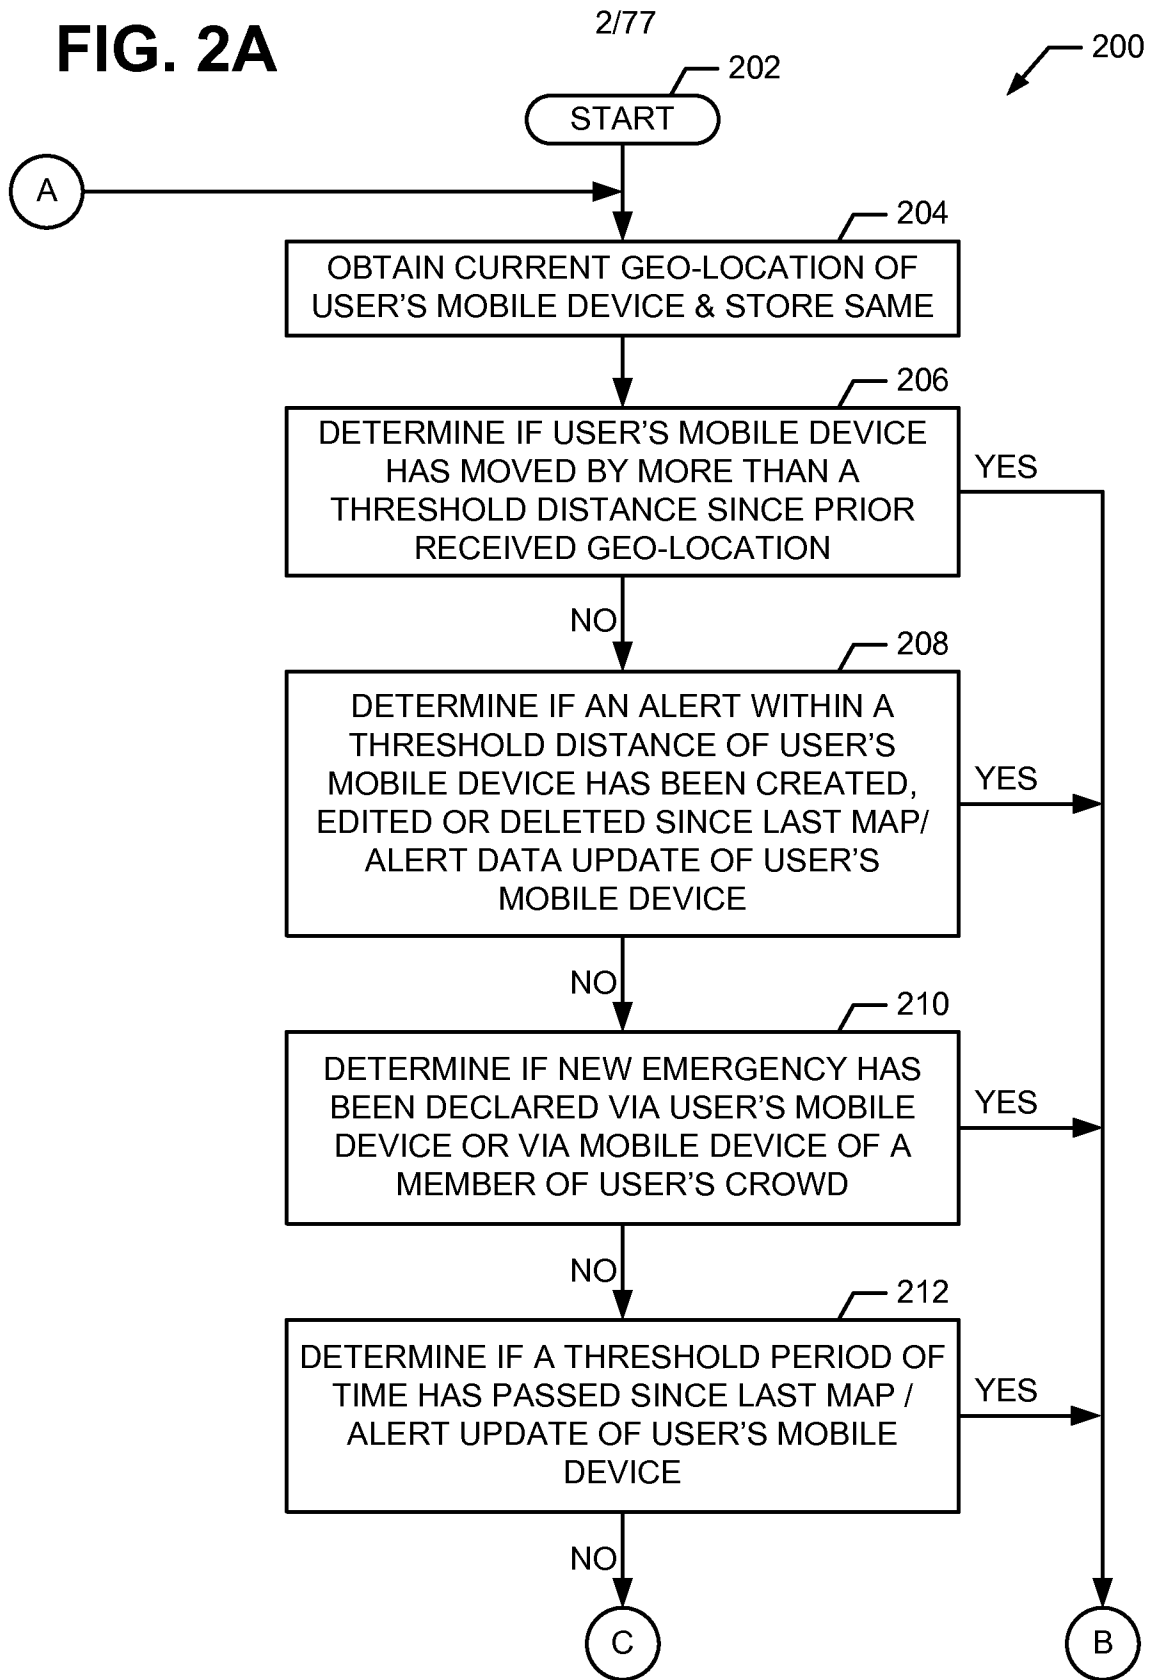 FIG. 2A
2/77
200
202
START
A
204
OBTAIN CURRENT GEO-LOCATION OF
USER'S MOBILE DEVICE & STORE SAME
206
DETERMINE IF USER'S MOBILE DEVICE
HAS MOVED BY MORE THAN A
THRESHOLD DISTANCE SINCE PRIOR
RECEIVED GEO-LOCATION
YES
NO
208
DETERMINE IF AN ALERT WITHIN A
THRESHOLD DISTANCE OF USER'S
MOBILE DEVICE HAS BEEN CREATED,
EDITED OR DELETED SINCE LAST MAP/
ALERT DATA UPDATE OF USER'S
MOBILE DEVICE
YES
NO
210
DETERMINE IF NEW EMERGENCY HAS
BEEN DECLARED VIA USER'S MOBILE
DEVICE OR VIA MOBILE DEVICE OF A
MEMBER OF USER'S CROWD
YES
NO
212
DETERMINE IF A THRESHOLD PERIOD OF
TIME HAS PASSED SINCE LAST MAP /
ALERT UPDATE OF USER'S MOBILE
DEVICE
YES
NO
C
B